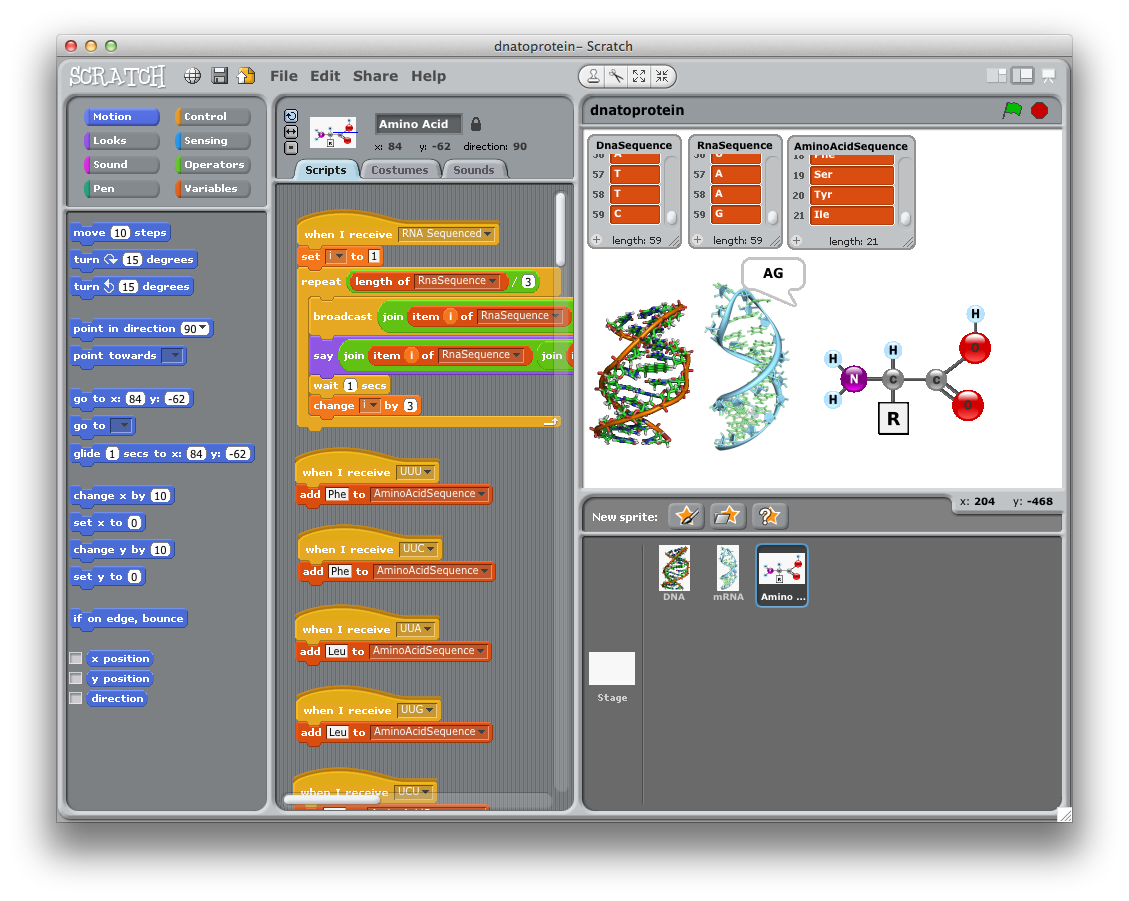 dnatoprotein– Scratch
SCRATCH File Edit Share Help
Motion Control
Looks Sensing
Sound Operators
Pen Variables
move 10 steps
turn 15 degrees
turn 15 degrees
point in direction 90
point towards
go to x: 84 y: -62
go to
glide 1 secs to x: 84 y: -62
change x by 10
set x to 0
change y by 10
set y to 0
if on edge, bounce
x position
y position
direction
Amino Acid
x: 84 y: -62 direction: 90
Scripts Costumes Sounds
when I receive RNA Sequenced
set i to 1
repeat length of RnaSequence / 3
broadcast join item i of RnaSequence
say join item i of RnaSequence join
wait 1 secs
change i by 3
when I receive UUU
add Phe to AminoAcidSequence
when I receive UUC
add Phe to AminoAcidSequence
when I receive UUA
add Leu to AminoAcidSequence
when I receive UUG
add Leu to AminoAcidSequence
when I receive UCU
dnatoprotein
DnaSequence
57 T
58 T
59 C
+ length: 59
RnaSequence
57 A
58 A
59 G
+ length: 59
AminoAcidSequence
18 Phe
19 Ser
20 Tyr
21 Ile
+ length: 21
AG
H
H H
N C C O
H O
R
x: 204 y: -468
New sprite:
DNA mRNA Amino ...
Stage